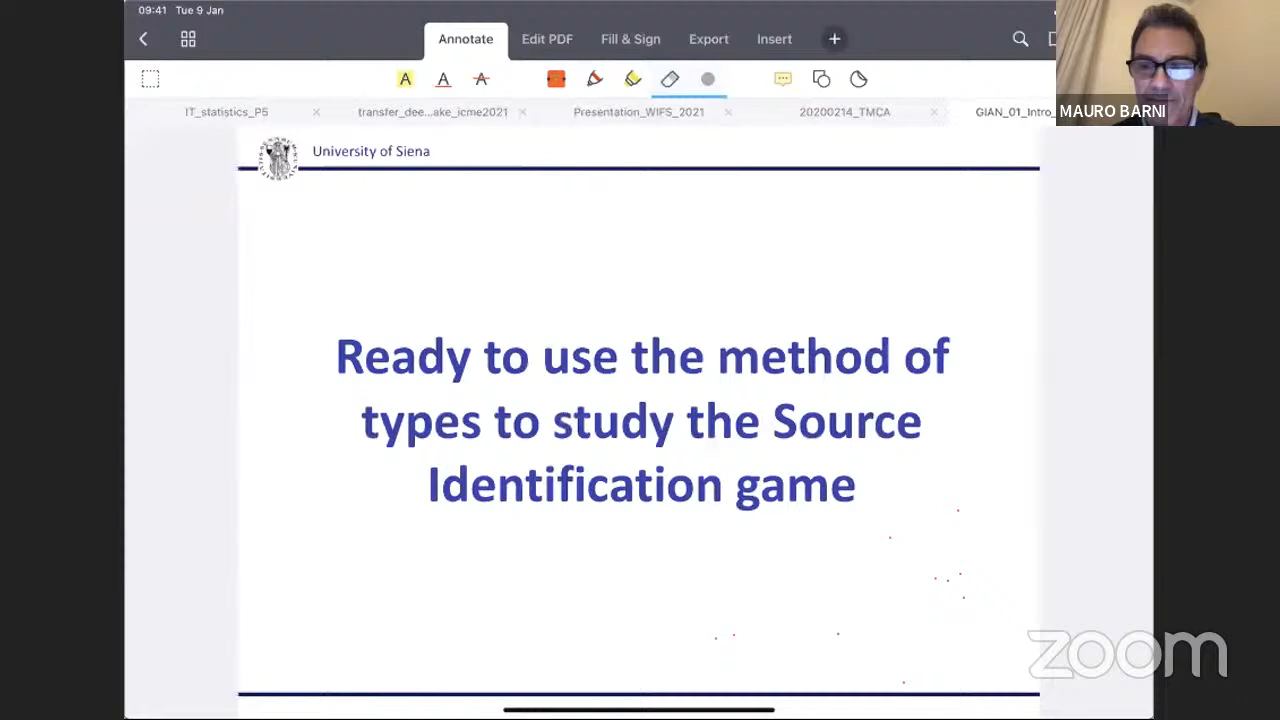 09:41 Tue 9 Jan
Annotate Edit PDF Fill & Sign Export Insert
A A A
IT_statistics_P5 transfer_dee...ake_icme2021 Presentation_WIFS_2021 20200214_TMCA GIAN_01_Intro_
MAURO BARNI
University of Siena
Ready to use the method of
types to study the Source
Identification game
zoom